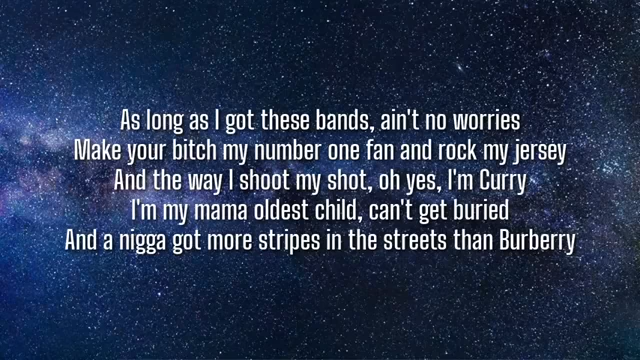 As long as I got these bands, ain't no worries
Make your bitch my number one fan and rock my jersey
And the way I shoot my shot, oh yes, I'm Curry
I'm my mama oldest child, can't get buried
And a nigga got more stripes in the streets than Burberry